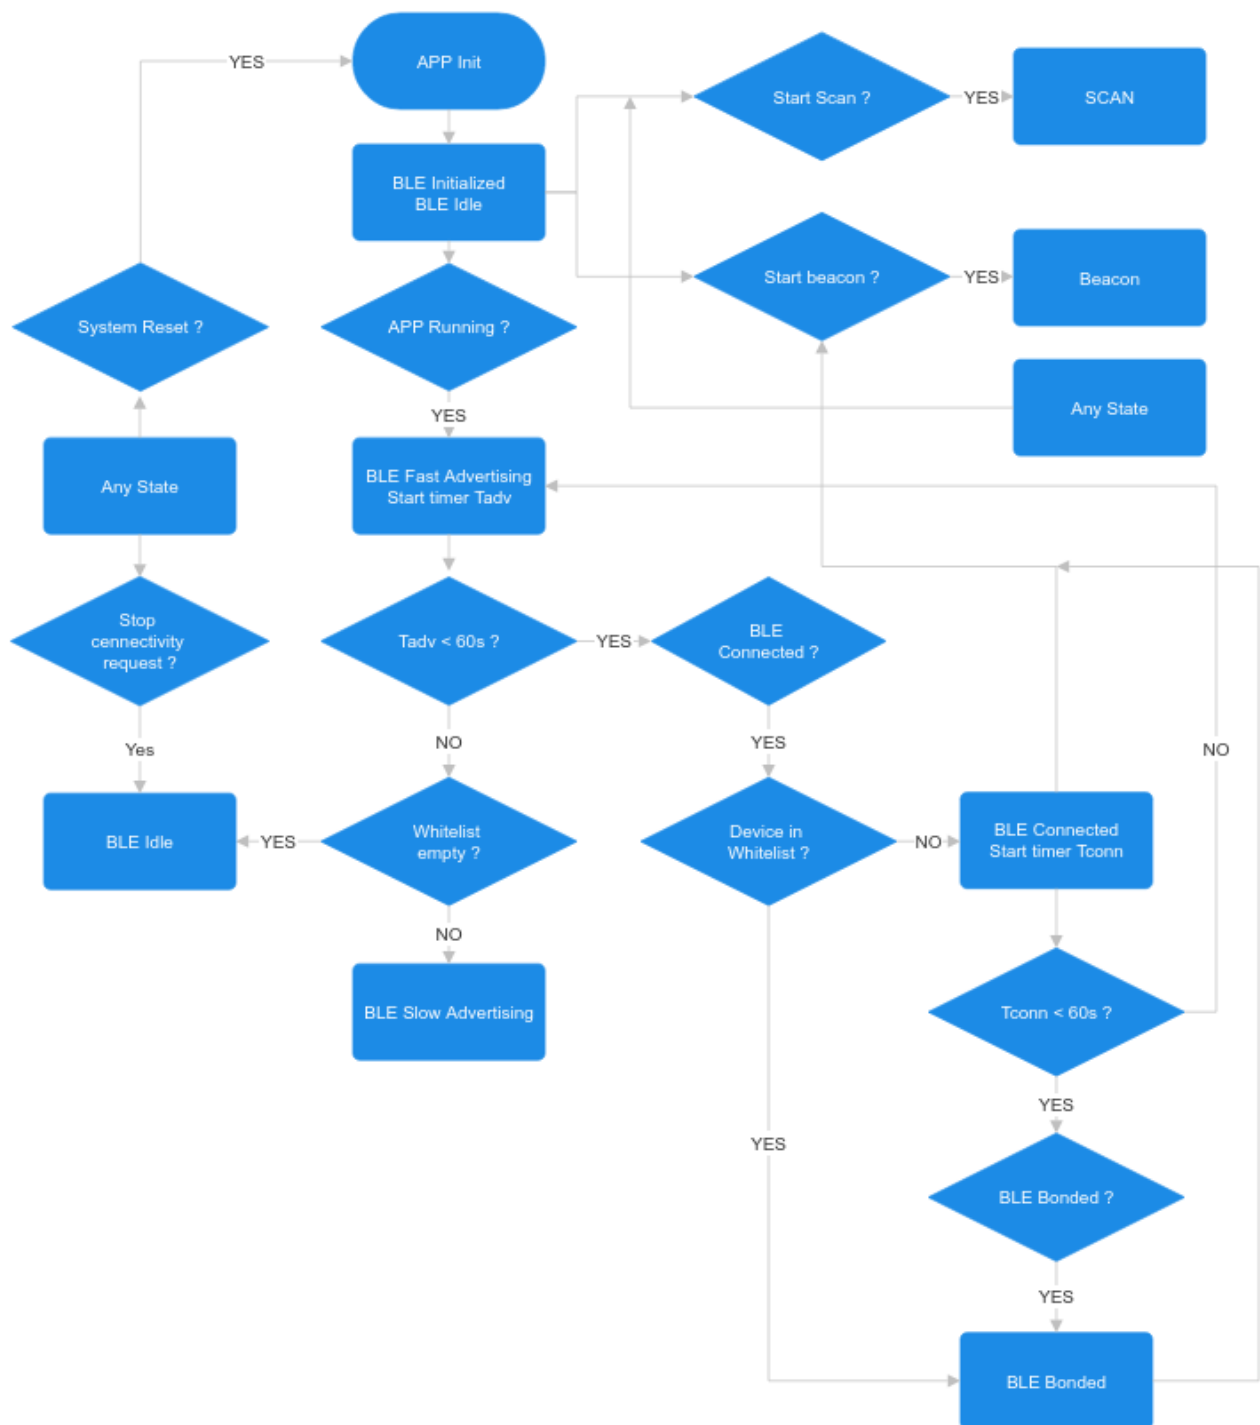 APP Init
YES
Start Scan ?
YES
SCAN
BLE Initialized
BLE Idle
Start beacon ?
YES
Beacon
System Reset ?
APP Running ?
YES
Any State
Any State
BLE Fast Advertising
Start timer Tadv
Stop
cennectivity
request ?
Tadv < 60s ?
YES
BLE
Connected ?
Yes
NO
YES
NO
BLE Idle
YES
Whitelist
empty ?
Device in
Whitelist ?
NO
BLE Connected
Start timer Tconn
NO
BLE Slow Advertising
Tconn < 60s ?
YES
YES
BLE Bonded ?
YES
BLE Bonded